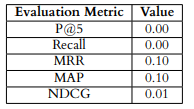 Evaluation Metric Value
P@5 0.00
Recall 0.00
MRR 0.10
MAP 0.10
NDCG 0.01